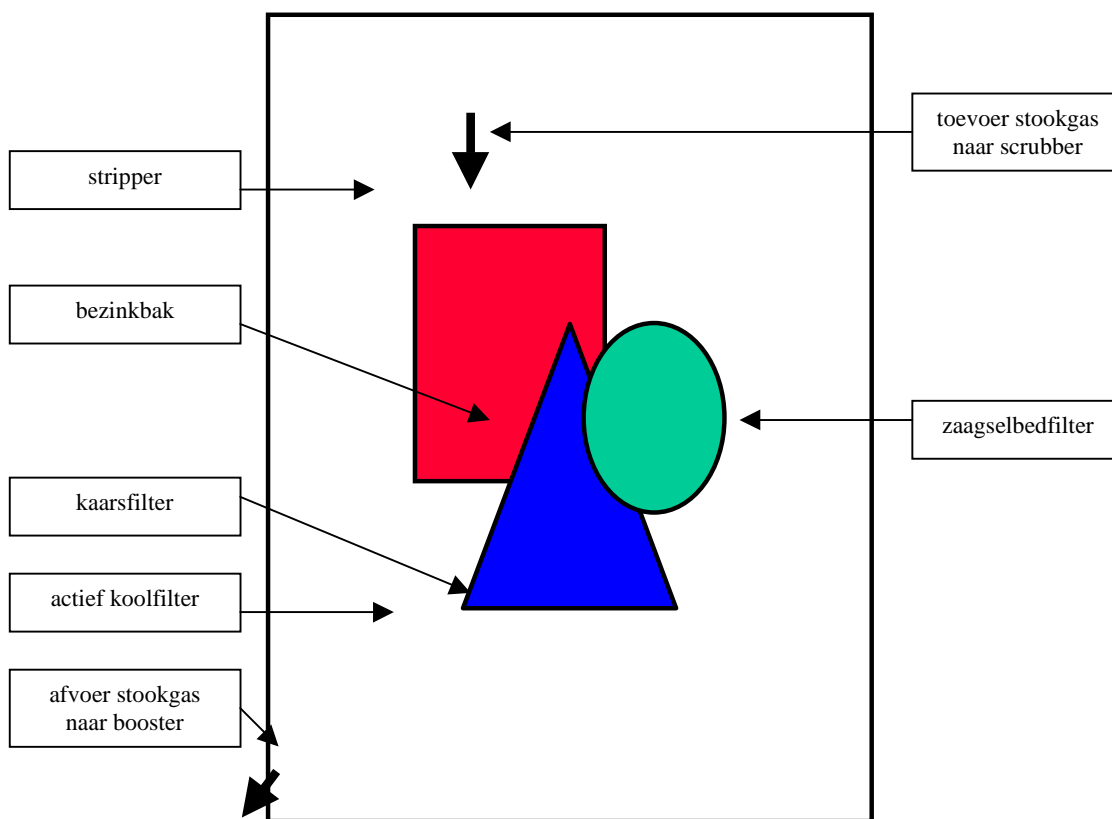 toevoer stookgas
naar scrubber
stripper
bezinkbak
zaagselbedfilter
kaarsfilter
actief koolfilter
afvoer stookgas
naar booster